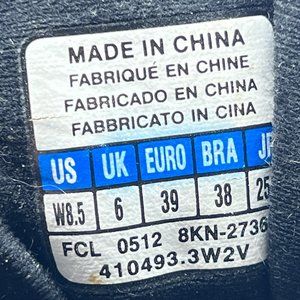 MADE IN CHINA
FABRIQUÉ EN CHINE
FABRICADO EN CHINA
FABBRICATO IN CINA
US UK EURO BRA JP
W8.5 6 39 38 25
FCL 0512 8KN-2736
410493.3W2V